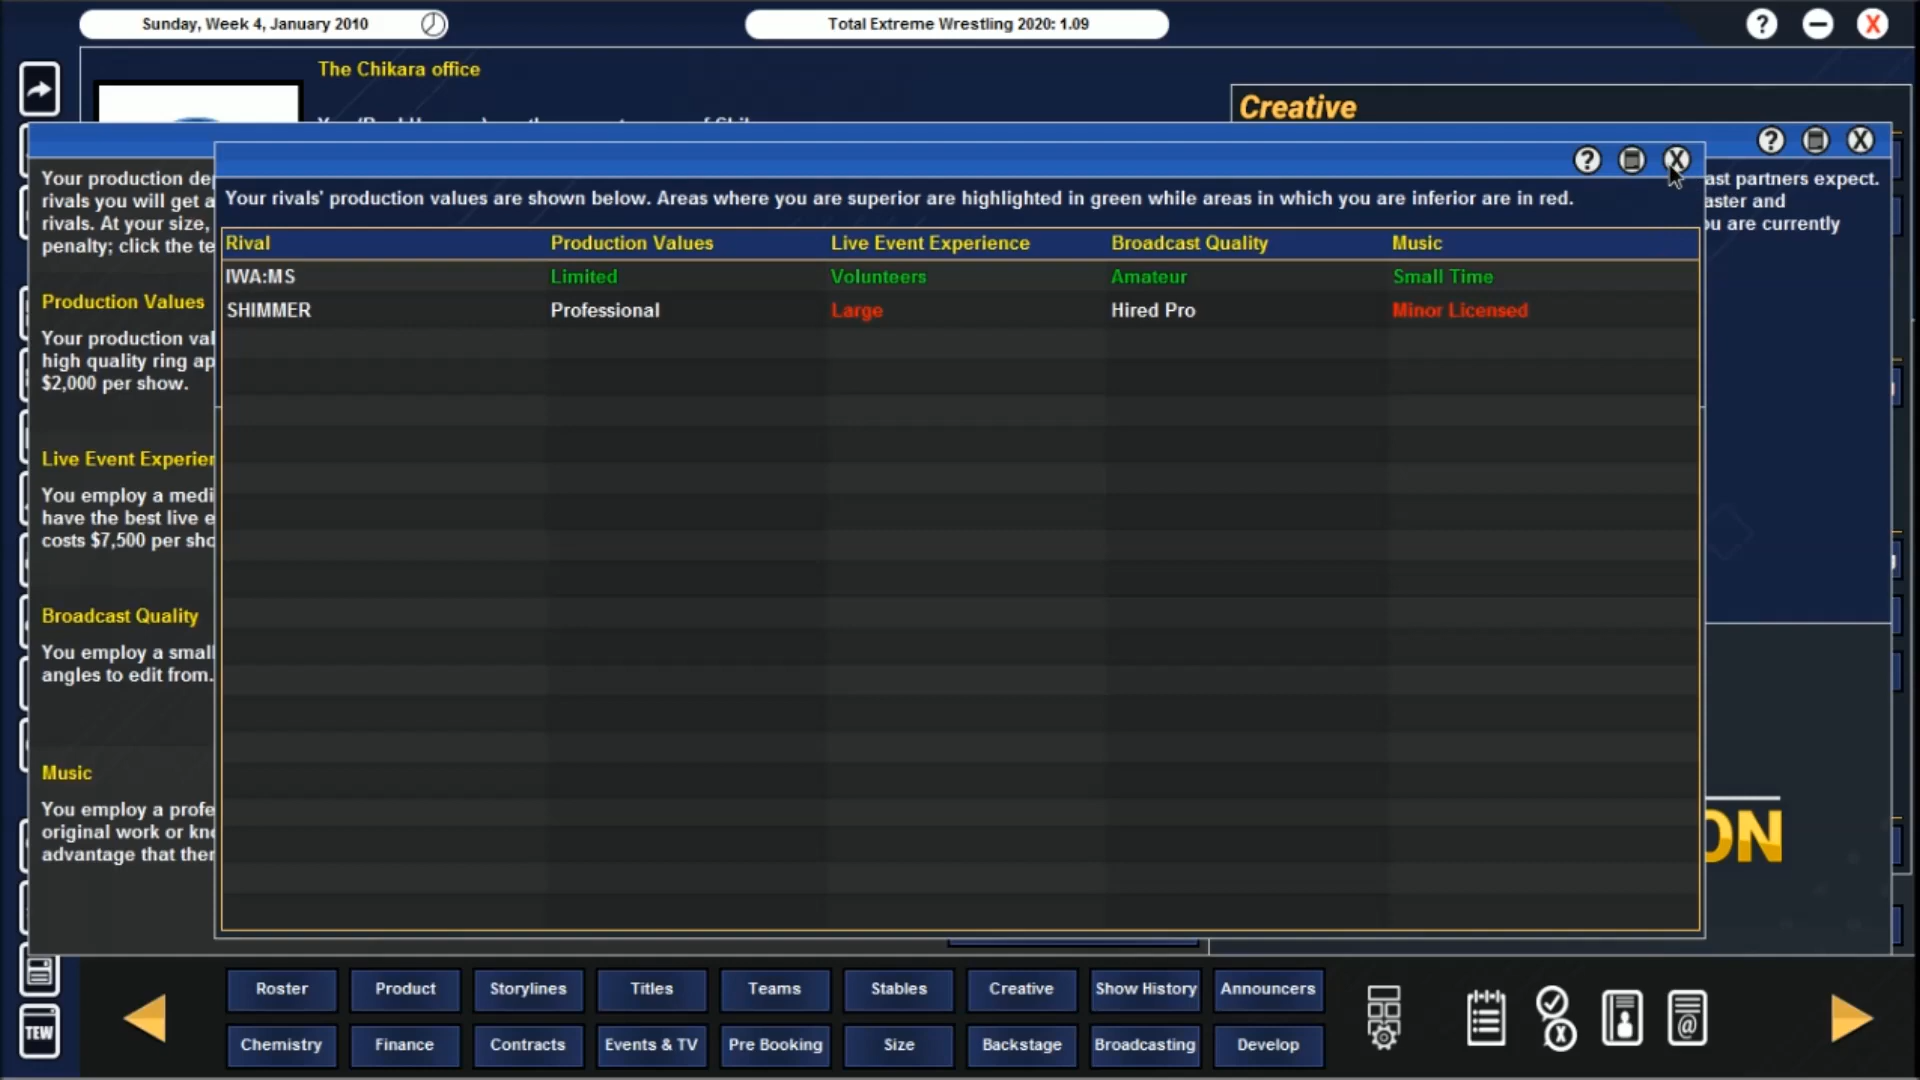 Sunday, Week 4, January 2010
Total Extreme Wrestling 2020: 1.09
?
X
The Chikara office
Creative
? X
? X
Your production dep
rivals you will get a
rivals. At your size,
penalty; click the te
Production Values
Your production val
high quality ring ap
$2,000 per show.
Live Event Experien
You employ a medi
have the best live e
costs $7,500 per sho
Broadcast Quality
You employ a small
angles to edit from.
Music
You employ a profe
original work or kno
advantage that ther
Your rivals' production values are shown below. Areas where you are superior are highlighted in green while areas in which you are inferior are in red.
Rival Production Values Live Event Experience Broadcast Quality Music
IWA:MS Limited Volunteers Amateur Small Time
SHIMMER Professional Large Hired Pro Minor Licensed
ast partners expect.
aster and
ou are currently
ON
TEW
Roster Product Storylines Titles Teams Stables Creative Show History Announcers
Chemistry Finance Contracts Events & TV Pre Booking Size Backstage Broadcasting Develop